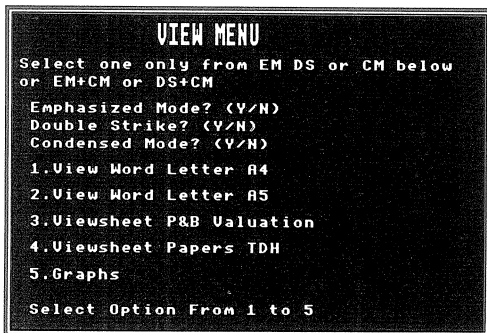 VIEW MENU
Select one only from EM DS or CM below
or EM+CM or DS+CM
Emphasized Mode? (Y/N)
Double Strike? (Y/N)
Condensed Mode? (Y/N)
1.View Word Letter A4
2.View Word Letter A5
3.Viewsheet P&B Valuation
4.Viewsheet Papers TDH
5.Graphs
Select Option From 1 to 5